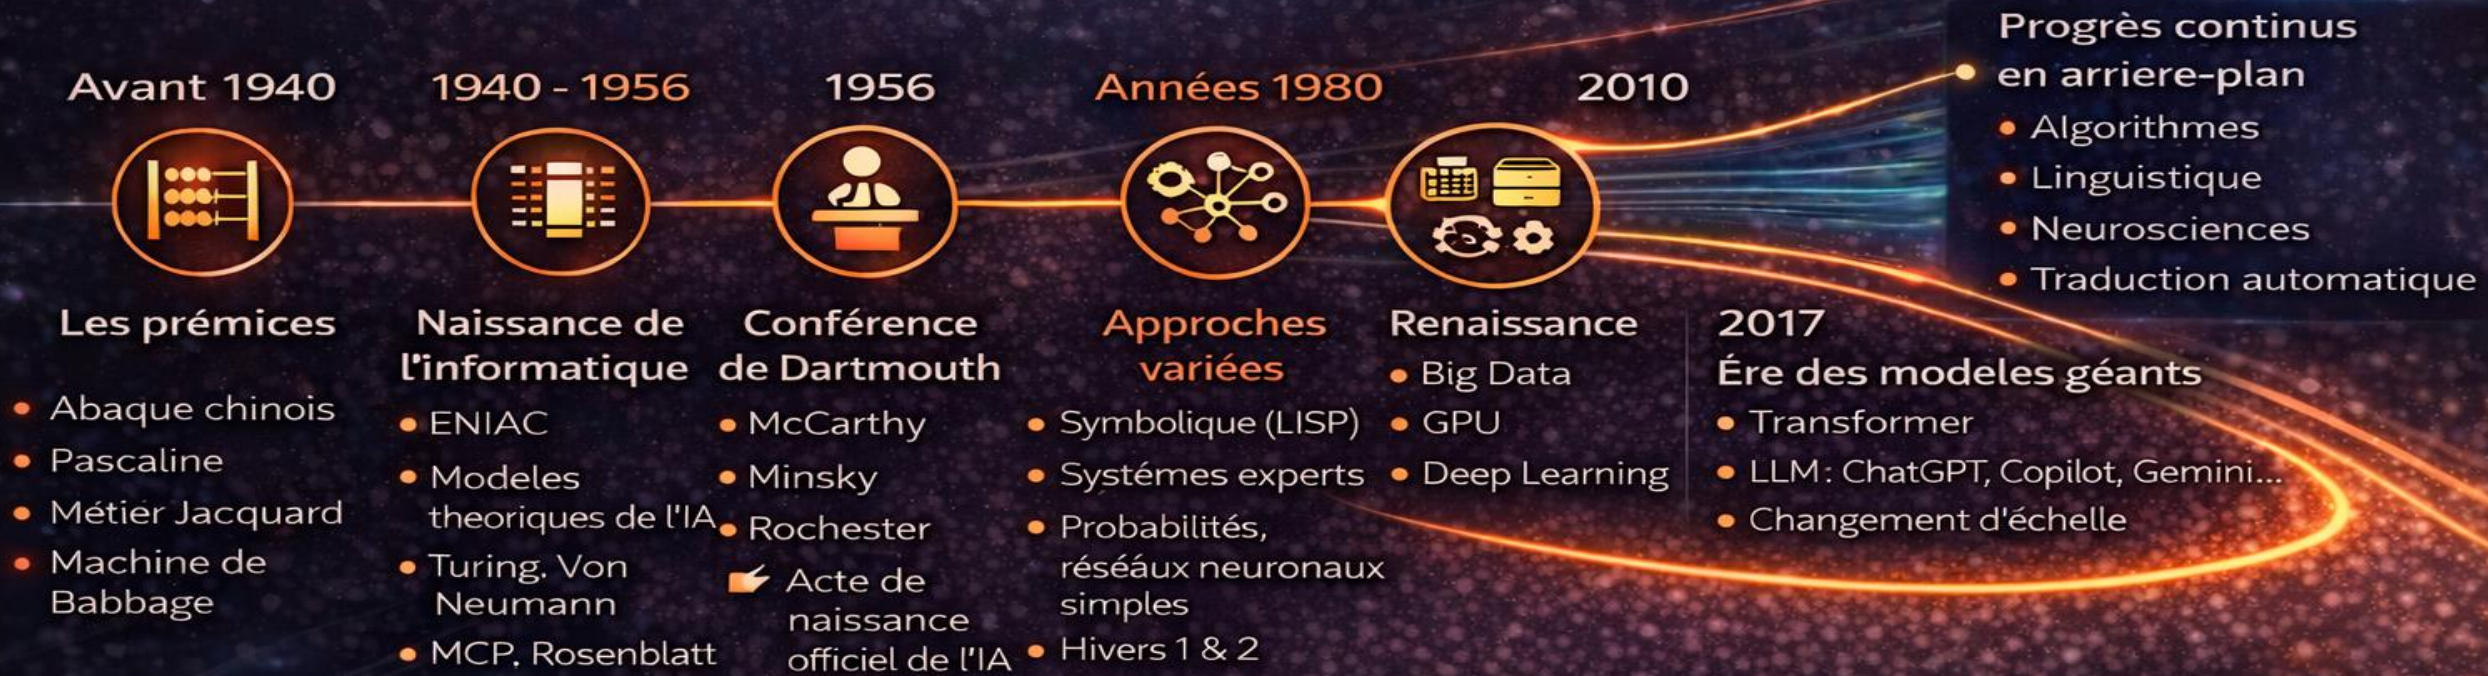 Avant 1940
Les prémices
• Abaque chinois
• Pascaline
• Métier Jacquard
• Machine de
Babbage
1940 - 1956
Naissance de
l'informatique
• ENIAC
• Modeles
theoriques de l'IA
• Turing. Von
Neumann
• MCP. Rosenblatt
1956
Conférence
de Dartmouth
• McCarthy
• Minsky
• Rochester
Acte de
naissance
officiel de l'IA
Années 1980
Approches
variées
• Symbolique (LISP)
• Systémes experts
• Probabilités,
réséáux neuronaux
simples
• Hivers 1 & 2
2010
Renaissance
• Big Data
• GPU
• Deep Learning
2017
Ére des modeles géants
• Transformer
• LLM: ChatGPT, Copilot, Gemini...
• Changement d'échelle
Progrès continus
en arriere-plan
• Algorithmes
• Linguistique
• Neurosciences
• Traduction automatique